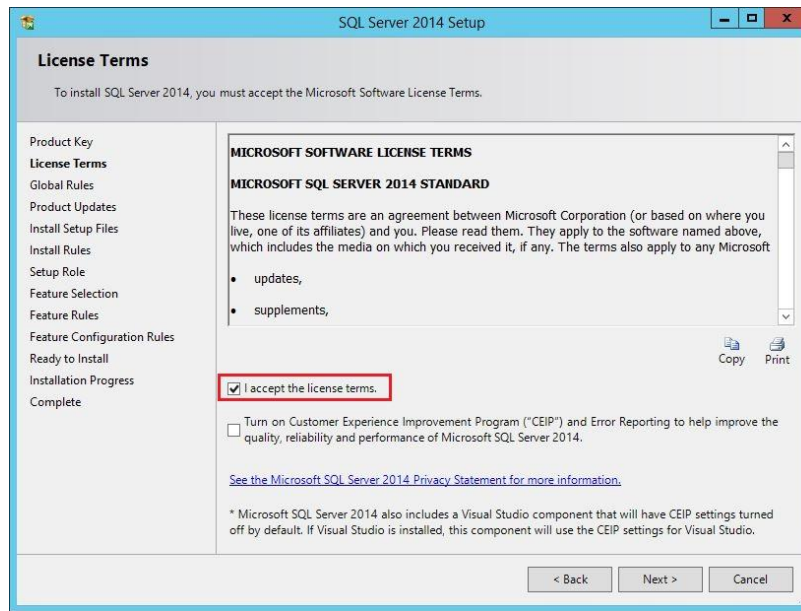 SQL Server 2014 Setup
License Terms
To install SQL Server 2014, you must accept the Microsoft Software License Terms.
Product Key
License Terms
Global Rules
Product Updates
Install Setup Files
Install Rules
Setup Role
Feature Selection
Feature Rules
Feature Configuration Rules
Ready to Install
Installation Progress
Complete
MICROSOFT SOFTWARE LICENSE TERMS
MICROSOFT SQL SERVER 2014 STANDARD
These license terms are an agreement between Microsoft Corporation (or based on where you
live, one of its affiliates) and you. Please read them. They apply to the software named above,
which includes the media on which you received it, if any. The terms also apply to any Microsoft
• updates,
• supplements,
Copy Print
I accept the license terms.
Turn on Customer Experience Improvement Program ("CEIP") and Error Reporting to help improve the
quality, reliability and performance of Microsoft SQL Server 2014.
See the Microsoft SQL Server 2014 Privacy Statement for more information.
* Microsoft SQL Server 2014 also includes a Visual Studio component that will have CEIP settings turned
off by default. If Visual Studio is installed, this component will use the CEIP settings for Visual Studio.
< Back Next > Cancel